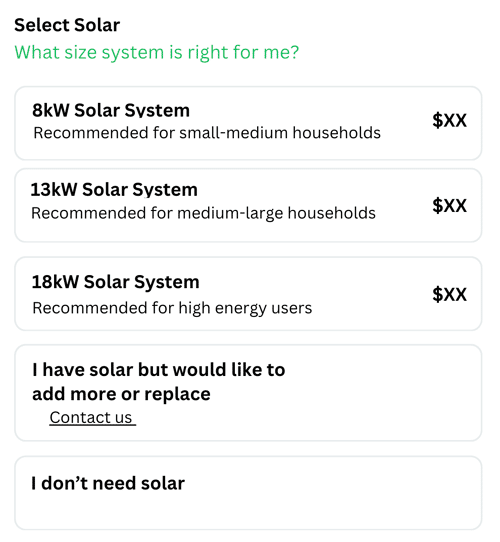 Select Solar
What size system is right for me?
8kW Solar System
Recommended for small-medium households
$XX
13kW Solar System
Recommended for medium-large households
$XX
18kW Solar System
Recommended for high energy users
$XX
I have solar but would like to
add more or replace
Contact us
I don’t need solar